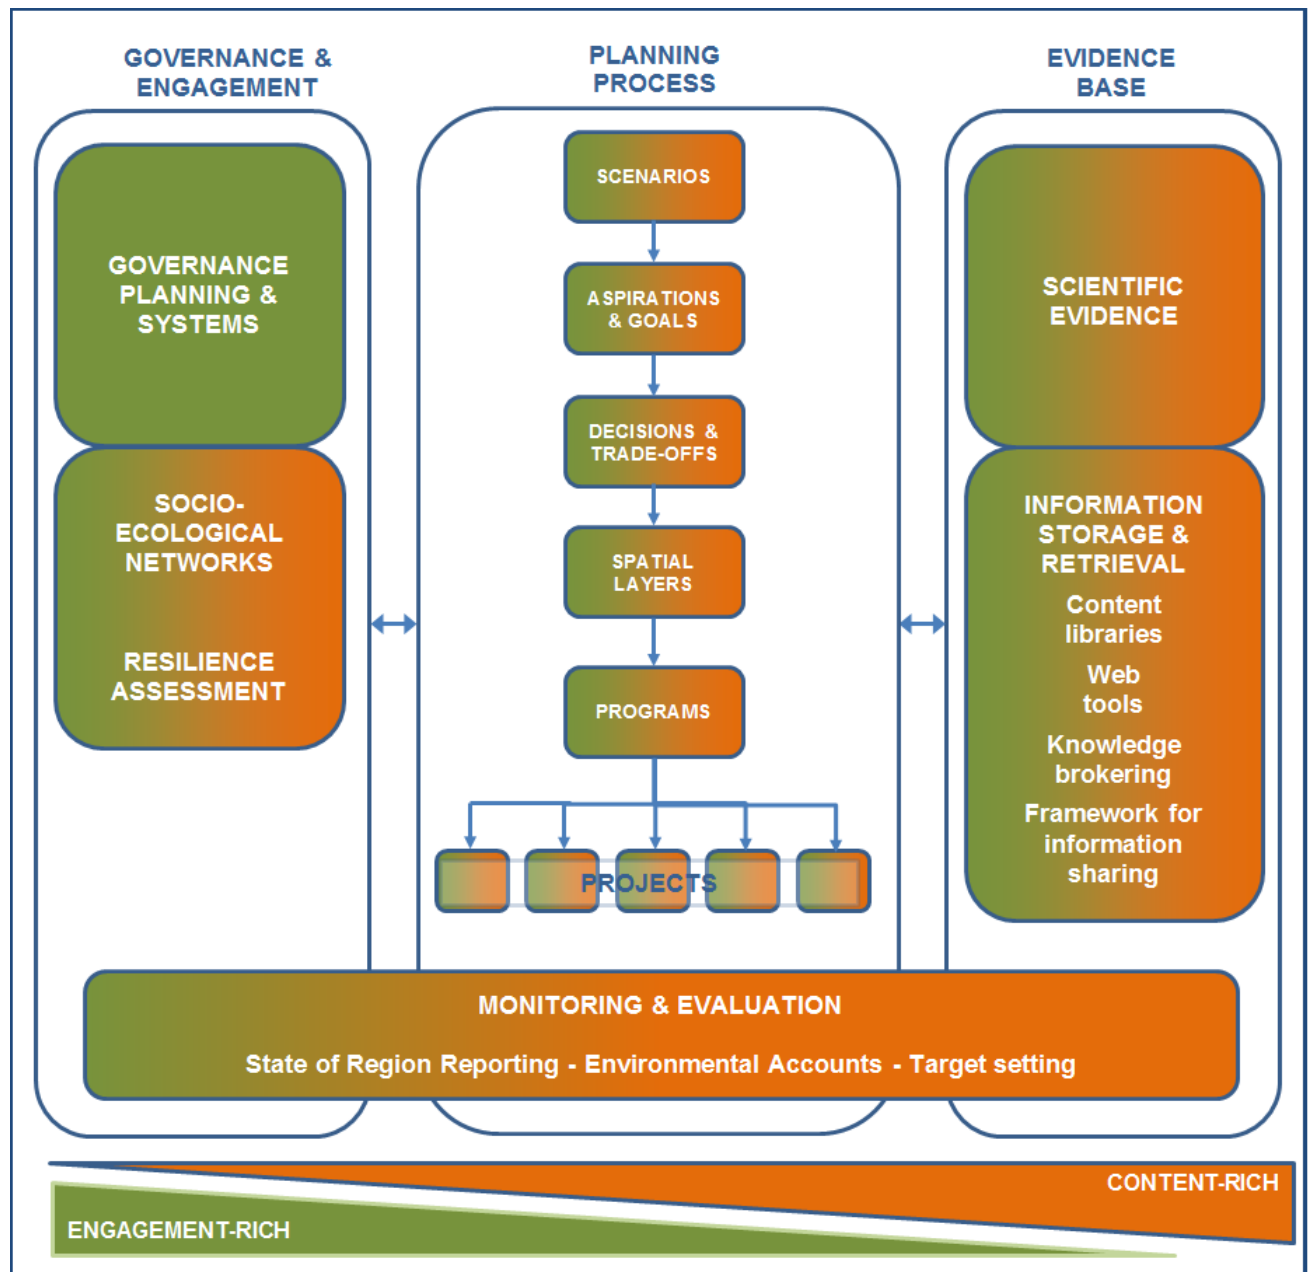 GOVERNANCE &
ENGAGEMENT
PLANNING
PROCESS
EVIDENCE
BASE
GOVERNANCE
PLANNING &
SYSTEMS
SOCIO-
ECOLOGICAL
NETWORKS
RESILIENCE
ASSESSMENT
SCENARIOS
ASPIRATIONS
& GOALS
DECISIONS &
TRADE-OFFS
SPATIAL
LAYERS
PROGRAMS
PROJECTS
SCIENTIFIC
EVIDENCE
INFORMATION
STORAGE &
RETRIEVAL
Content
libraries
Web
tools
Knowledge
brokering
Framework for
information
sharing
MONITORING & EVALUATION
State of Region Reporting - Environmental Accounts - Target setting
CONTENT-RICH
ENGAGEMENT-RICH